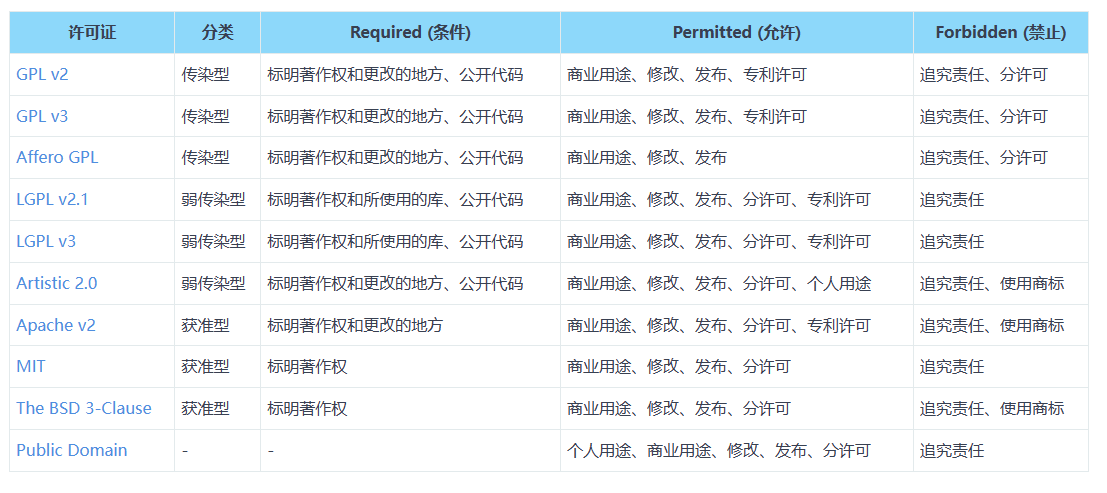 许可证 分类 Required (条件) Permitted (允许) Forbidden (禁止)
GPL v2 传染型 标明著作权和更改的地方、公开代码 商业用途、修改、发布、专利许可 追究责任、分许可
GPL v3 传染型 标明著作权和更改的地方、公开代码 商业用途、修改、发布、专利许可 追究责任、分许可
Affero GPL 传染型 标明著作权和更改的地方、公开代码 商业用途、修改、发布 追究责任、分许可
LGPL v2.1 弱传染型 标明著作权和所使用的库、公开代码 商业用途、修改、发布、分许可、专利许可 追究责任
LGPL v3 弱传染型 标明著作权和所使用的库、公开代码 商业用途、修改、发布、分许可、专利许可 追究责任
Artistic 2.0 弱传染型 标明著作权和更改的地方、公开代码 商业用途、修改、发布、分许可、个人用途 追究责任、使用商标
Apache v2 获准型 标明著作权和更改的地方 商业用途、修改、发布、分许可、专利许可 追究责任、使用商标
MIT 获准型 标明著作权 商业用途、修改、发布、分许可 追究责任
The BSD 3-Clause 获准型 标明著作权 商业用途、修改、发布、分许可 追究责任、使用商标
Public Domain - - 个人用途、商业用途、修改、发布、分许可 追究责任